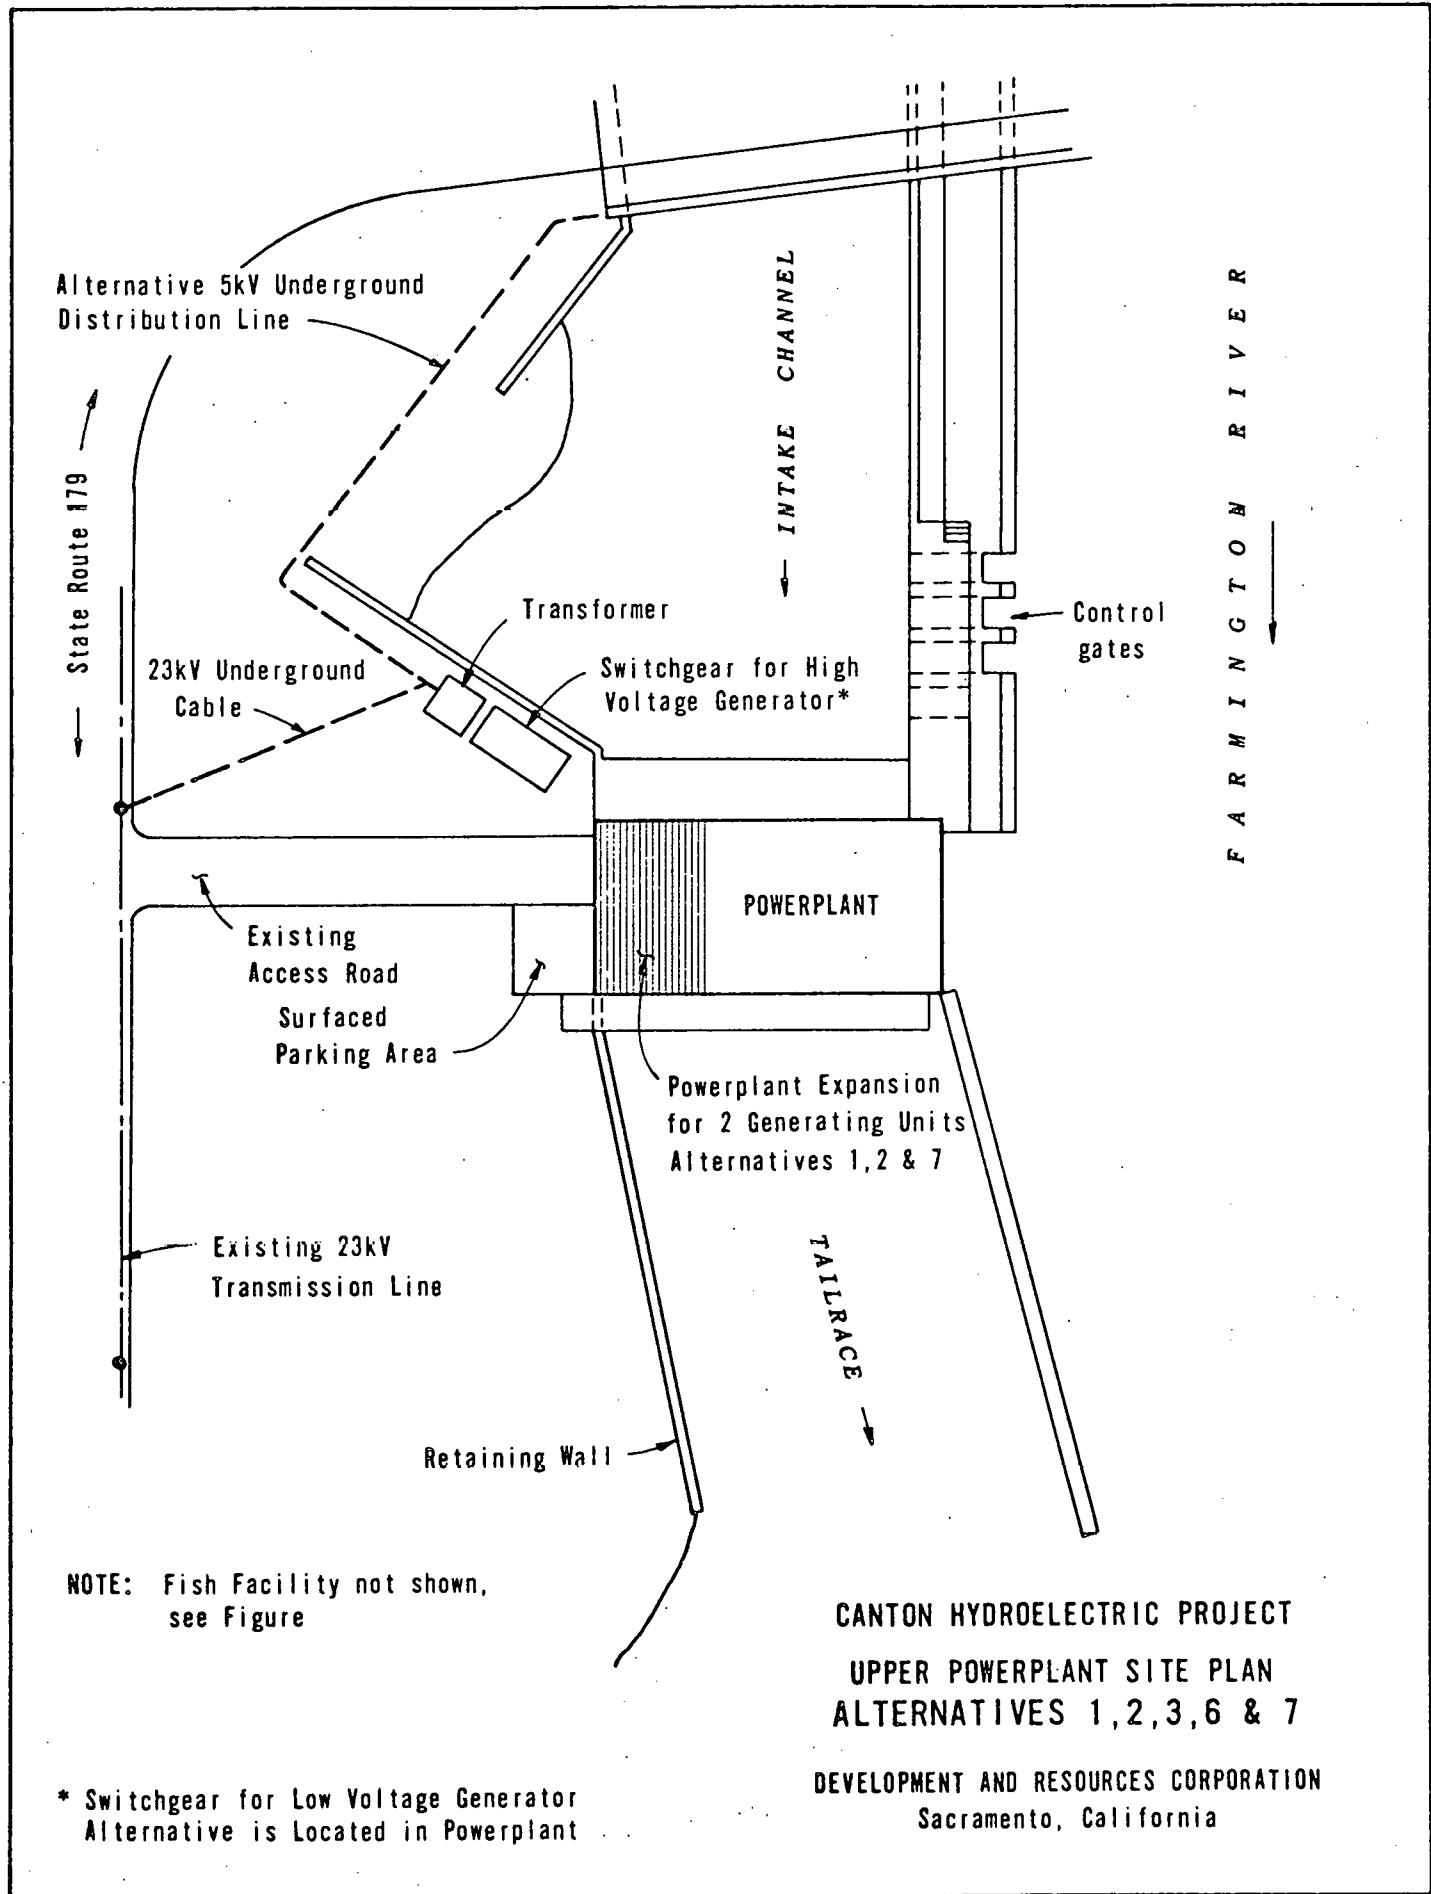 Alternative 5kV Underground
Distribution Line
State Route 179
INTAKE CHANNEL
FARMINGTON RIVER
Transformer
Control
gates
23kV Underground
Cable
Switchgear for High
Voltage Generator*
POWERPLANT
Existing
Access Road
Surfaced
Parking Area
Powerplant Expansion
for 2 Generating Units
Alternatives 1,2 & 7
Existing 23kV
Transmission Line
TAILRACE
Retaining Wall
NOTE: Fish Facility not shown,
see Figure
CANTON HYDROELECTRIC PROJECT
UPPER POWERPLANT SITE PLAN
ALTERNATIVES 1,2,3,6 & 7
DEVELOPMENT AND RESOURCES CORPORATION
Sacramento, California
* Switchgear for Low Voltage Generator
Alternative is Located in Powerplant